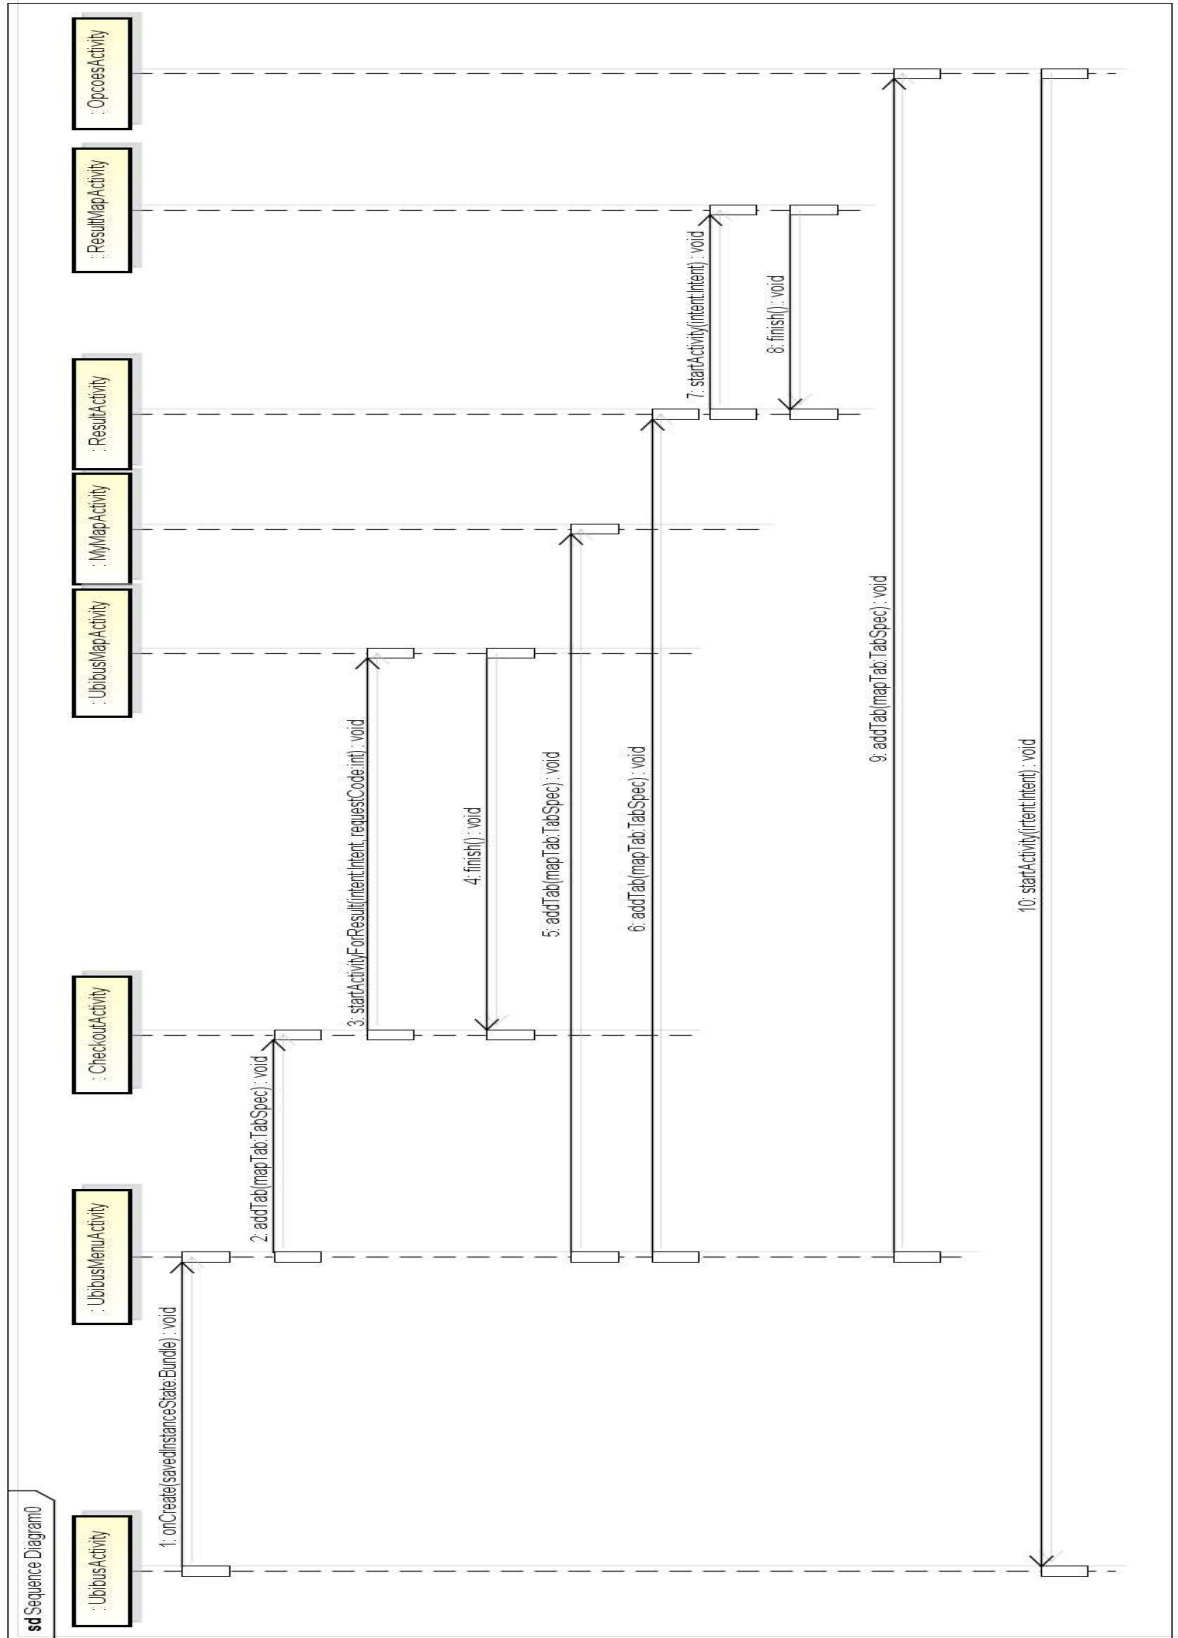 sd Sequence Diagram0
: UbibusActivity
: UbibusMenuActivity
: CheckoutActivity
: UbibusMapActivity
: MyMapActivity
: ResultActivity
: ResultMapActivity
: OpcoesActivity
1: onCreate(savedInstanceState:Bundle) : void
2: addTab(mapTab:TabSpec) : void
3: startActivityForResult(intent:Intent, requestCode:int) : void
4: finish() : void
5: addTab(mapTab:TabSpec) : void
6: addTab(mapTab:TabSpec) : void
7: startActivity(intent:Intent) : void
8: finish() : void
9: addTab(mapTab:TabSpec) : void
10: startActivity(intent:Intent) : void